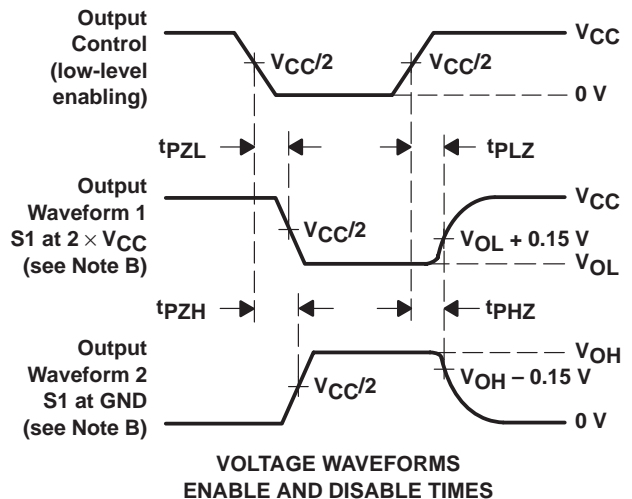 Output
Control
(low-level
enabling)
VCC/2
VCC/2
VCC
0 V
tPZL
tPLZ
Output
Waveform 1
S1 at 2 × VCC
(see Note B)
VCC/2
VCC
VOL + 0.15 V
VOL
tPZH
tPHZ
Output
Waveform 2
S1 at GND
(see Note B)
VCC/2
VOH
VOH – 0.15 V
0 V
VOLTAGE WAVEFORMS
ENABLE AND DISABLE TIMES